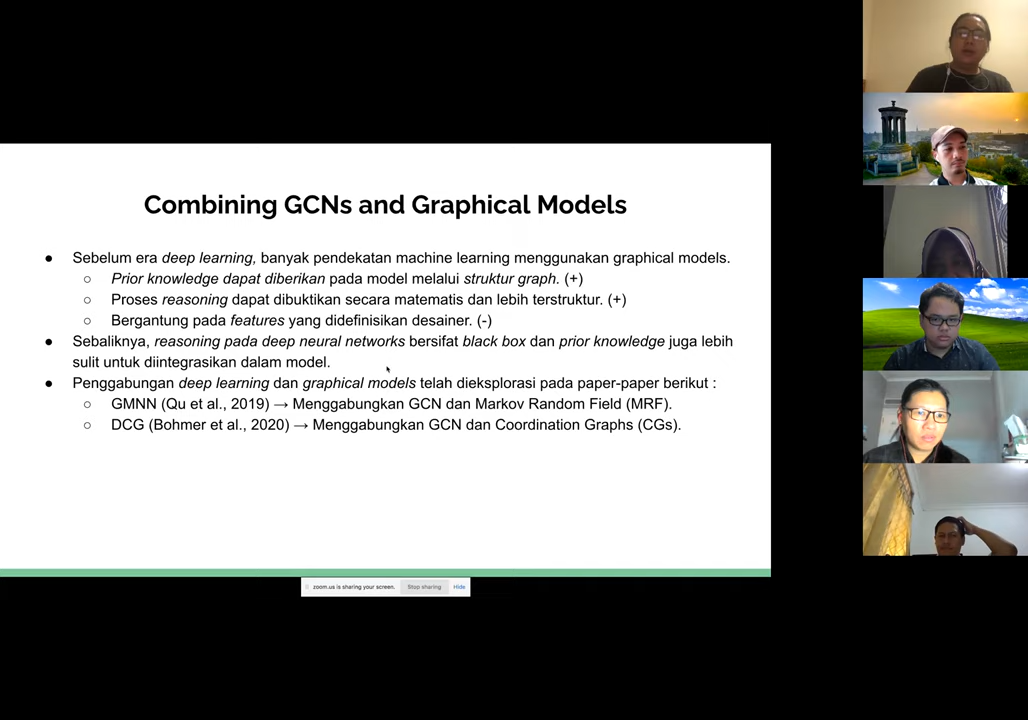 Combining GCNs and Graphical Models
● Sebelum era deep learning, banyak pendekatan machine learning menggunakan graphical models.
○ Prior knowledge dapat diberikan pada model melalui struktur graph. (+)
○ Proses reasoning dapat dibuktikan secara matematis dan lebih terstruktur. (+)
○ Bergantung pada features yang didefinisikan desainer. (-)
● Sebaliknya, reasoning pada deep neural networks bersifat black box dan prior knowledge juga lebih
sulit untuk diintegrasikan dalam model.
● Penggabungan deep learning dan graphical models telah dieksplorasi pada paper-paper berikut :
○ GMNN (Qu et al., 2019) → Menggabungkan GCN dan Markov Random Field (MRF).
○ DCG (Bohmer et al., 2020) → Menggabungkan GCN dan Coordination Graphs (CGs).
zoom.us is sharing your screen. Stop sharing Hide